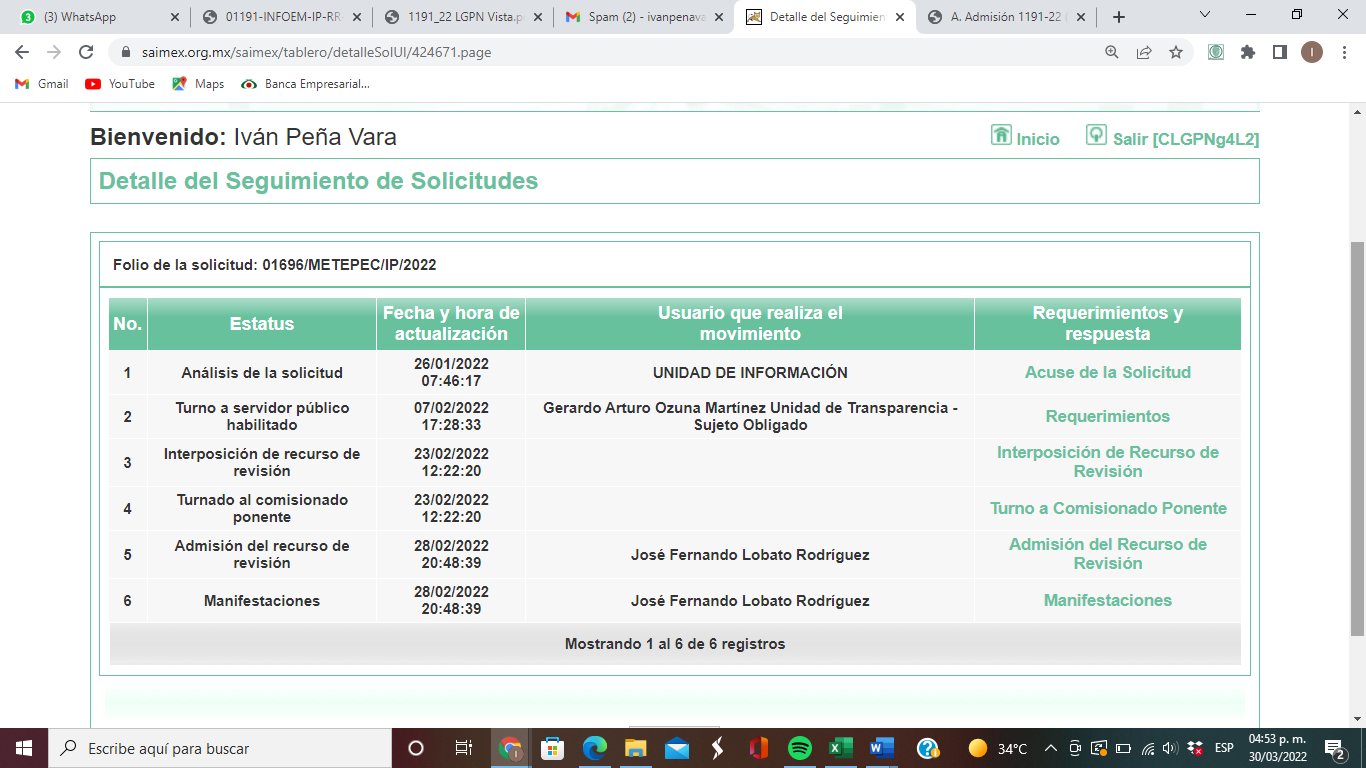 (3) WhatsApp
01191-INFOEM-IP-RR
1191_22 LGPN Vista.p
Spam (2) - ivanpenava
Detalle del Seguimien
A. Admisión 1191-22
saimex.org.mx/saimex/tablero/detalleSolUI/424671.page
I
Gmail
YouTube
Maps
Banca Empresarial...
Bienvenido: Iván Peña Vara
Inicio
Salir [CLGPNg4L2]
Detalle del Seguimiento de Solicitudes
Folio de la solicitud: 01696/METEPEC/IP/2022
No.
Estatus
Fecha y hora de
actualización
Usuario que realiza el
movimiento
Requerimientos y
respuesta
1
Análisis de la solicitud
26/01/2022
07:46:17
UNIDAD DE INFORMACIÓN
Acuse de la Solicitud
2
Turno a servidor público
habilitado
07/02/2022
17:28:33
Gerardo Arturo Ozuna Martínez Unidad de Transparencia -
Sujeto Obligado
Requerimientos
3
Interposición de recurso de
revisión
23/02/2022
12:22:20
Interposición de Recurso de
Revisión
4
Turnado al comisionado
ponente
23/02/2022
12:22:20
Turno a Comisionado Ponente
5
Admisión del recurso de
revisión
28/02/2022
20:48:39
José Fernando Lobato Rodríguez
Admisión del Recurso de
Revisión
6
Manifestaciones
28/02/2022
20:48:39
José Fernando Lobato Rodríguez
Manifestaciones
Mostrando 1 al 6 de 6 registros
Escribe aquí para buscar
34°C
ESP
04:53 p. m.
30/03/2022
2